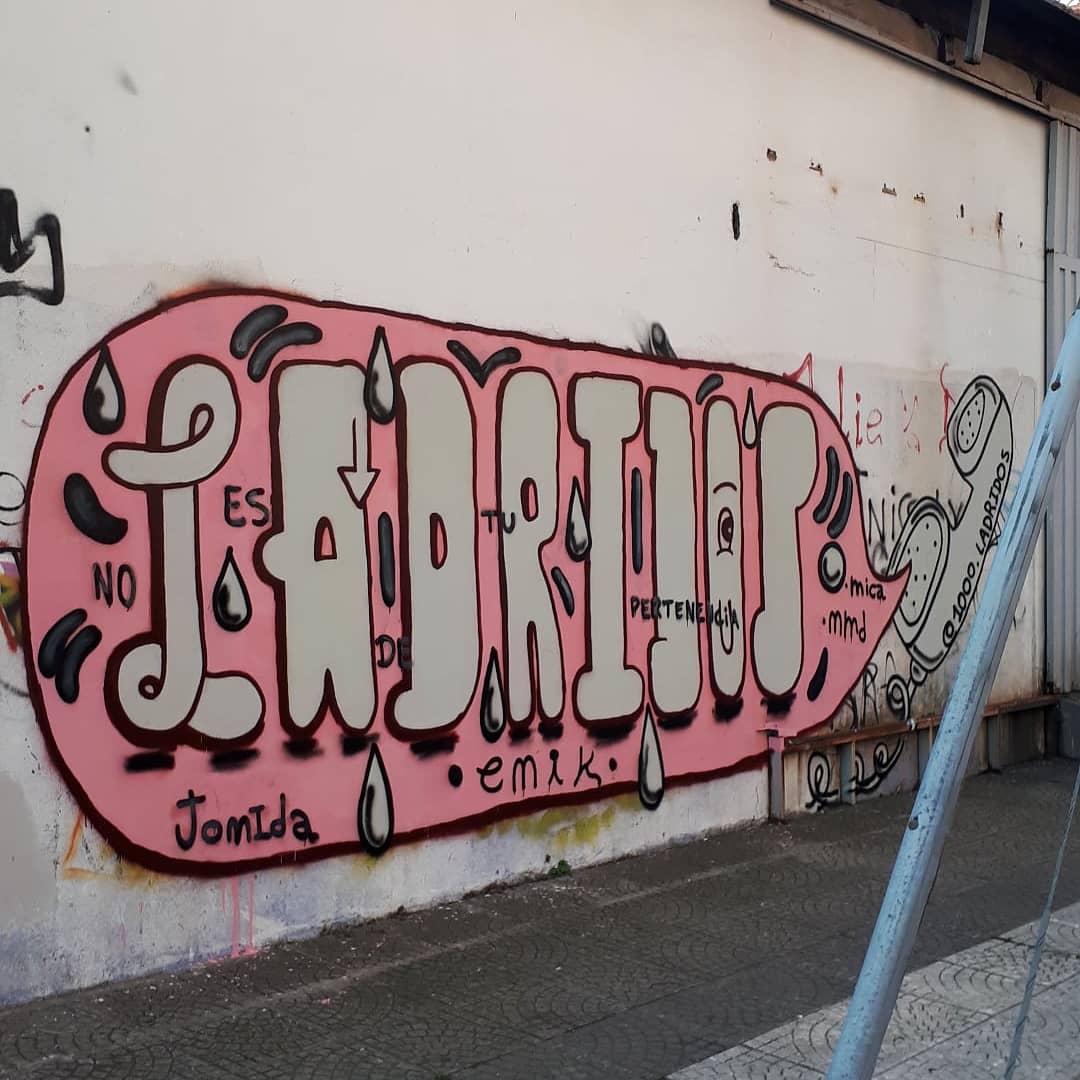 LADRIDOS
NO
ES
DE
TU
PERTENENCIA
.mica
.mmd
.emik.
JomIda
@1000.LADRIDOS